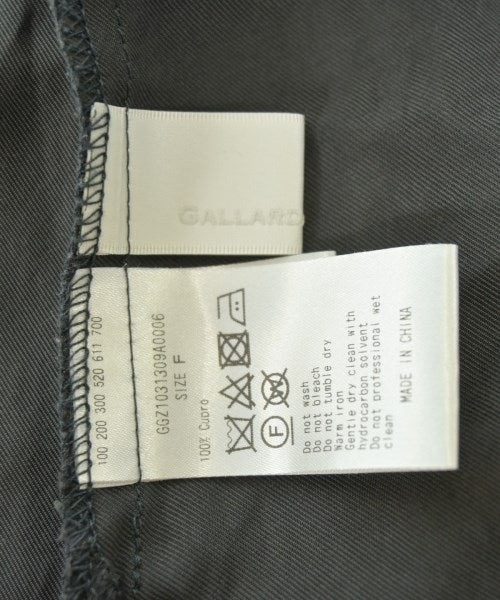 GALLARD
100 200 300 520 611 700
GGZ1031309A0006
SIZE F
100% Cupro
F W
Do not wash
Do not bleach
Do not tumble dry
Warm iron
Gentle dry clean with
hydrocarbon solvent
Do not professional wet
clean
MADE IN CHINA